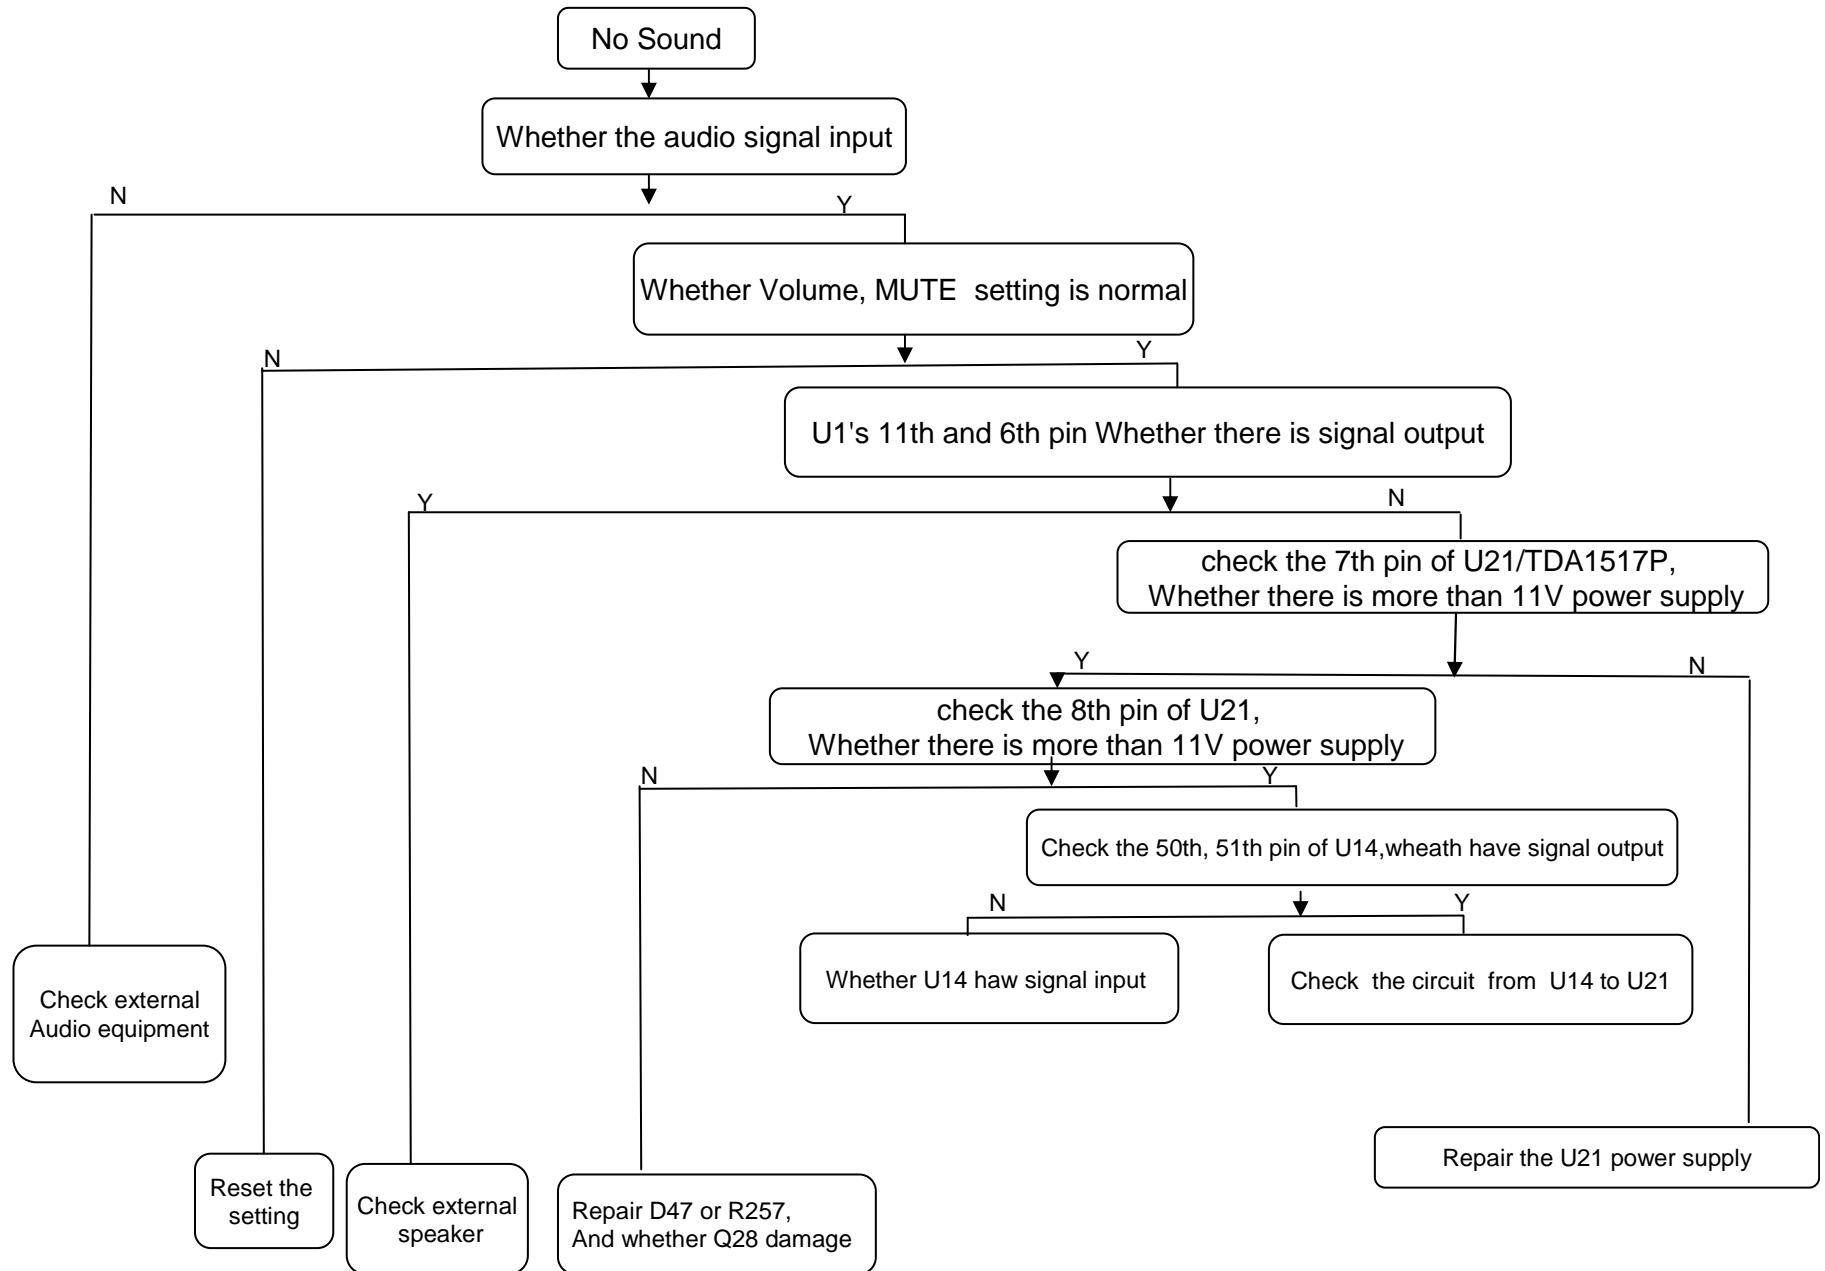 No Sound
Whether the audio signal input
N
Y
Whether Volume, MUTE setting is normal
N
Y
U1's 11th and 6th pin Whether there is signal output
Y
N
check the 7th pin of U21/TDA1517P,
Whether there is more than 11V power supply
Y
N
check the 8th pin of U21,
Whether there is more than 11V power supply
N
Y
Check the 50th, 51th pin of U14,wheath have signal output
N
Y
Whether U14 haw signal input
Check the circuit from U14 to U21
Check external
Audio equipment
Repair the U21 power supply
Reset the
setting
Check external
speaker
Repair D47 or R257,
And whether Q28 damage